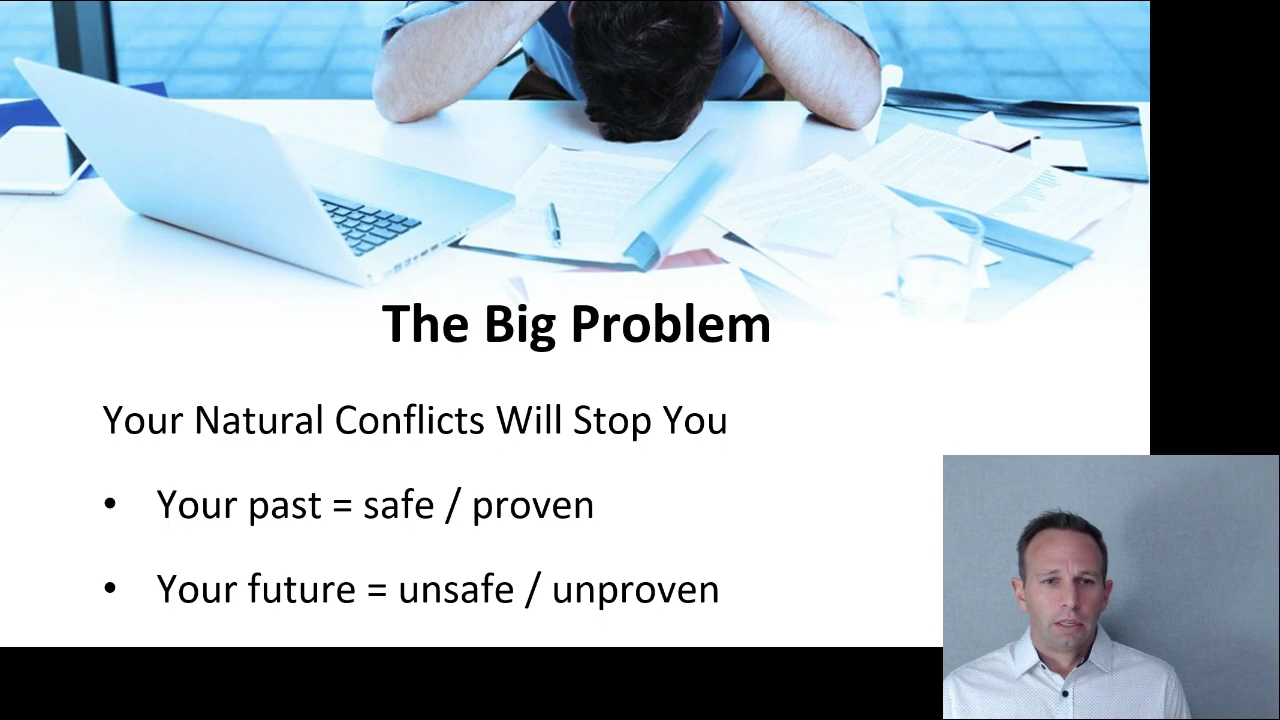 The Big Problem
Your Natural Conflicts Will Stop You
• Your past = safe / proven
• Your future = unsafe / unproven